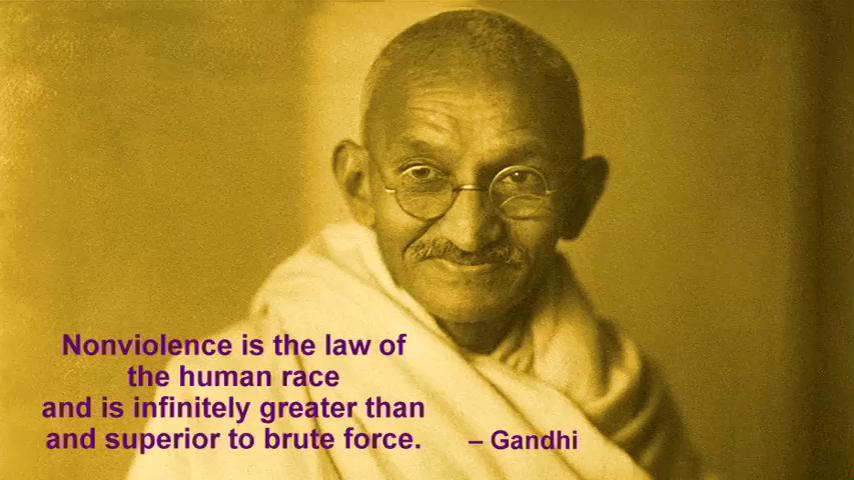 Nonviolence is the law of
the human race
and is infinitely greater than
and superior to brute force.
– Gandhi